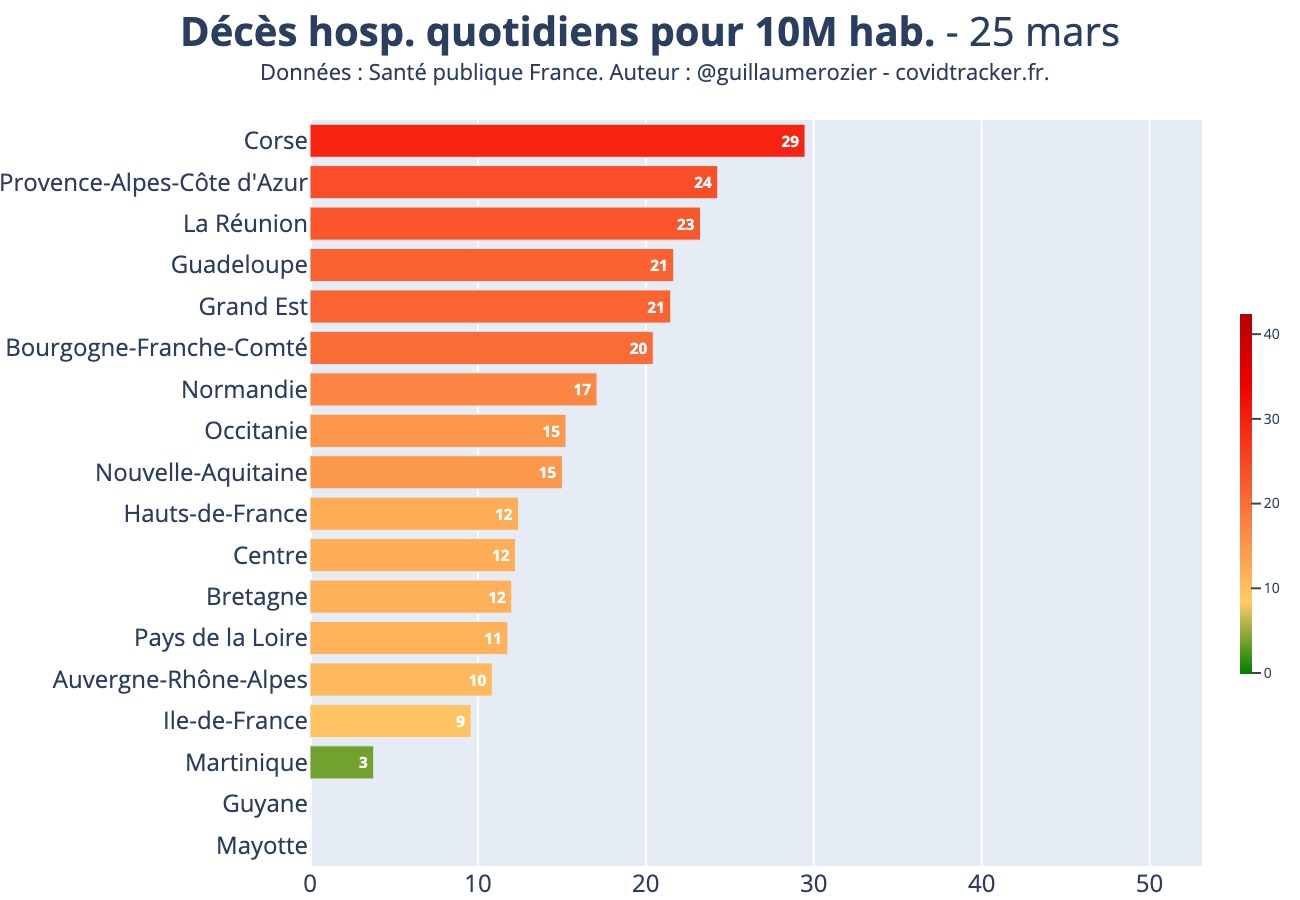 Décès hosp. quotidiens pour 10M hab. - 25 mars
Données : Santé publique France. Auteur : @guillaumerozier - covidtracker.fr.
Corse 29
Provence-Alpes-Côte d'Azur 24
La Réunion 23
Guadeloupe 21
Grand Est 21
Bourgogne-Franche-Comté 20
Normandie 17
Occitanie 15
Nouvelle-Aquitaine 15
Hauts-de-France 12
Centre 12
Bretagne 12
Pays de la Loire 11
Auvergne-Rhône-Alpes 10
Ile-de-France 9
Martinique 3
Guyane
Mayotte
0 10 20 30 40 50
40
30
20
10
0